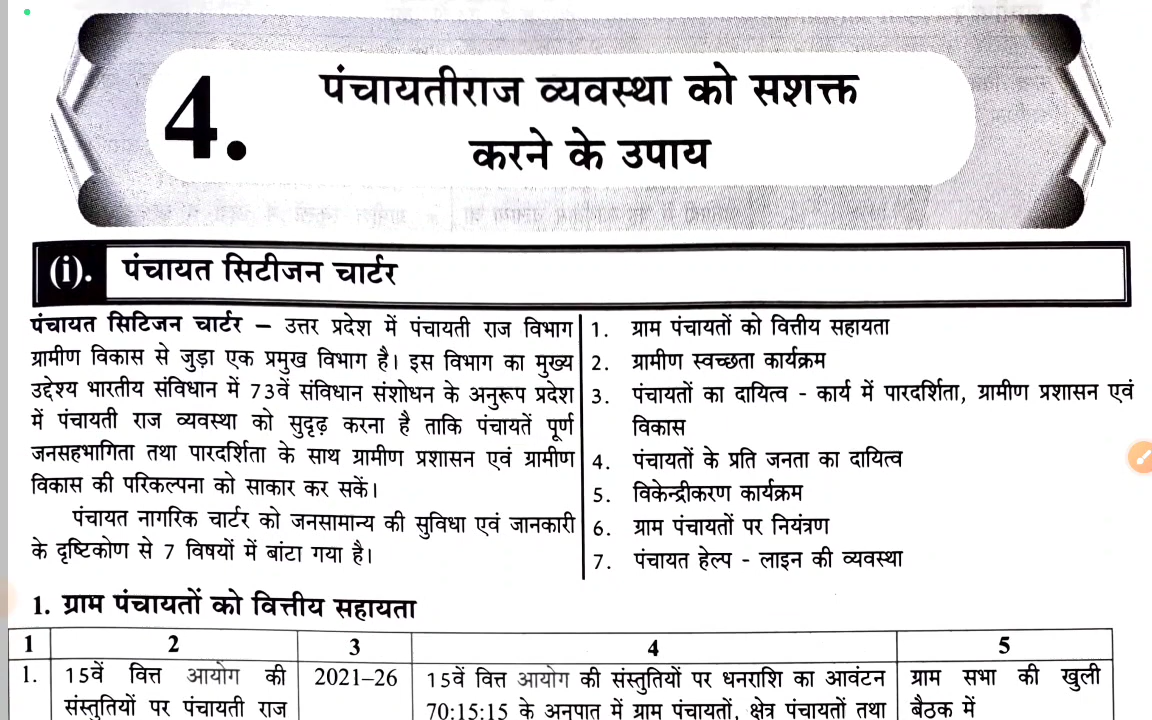 4.
पंचायतीराज व्यवस्था को सशक्त
करने के उपाय
(i). पंचायत सिटीजन चार्टर
पंचायत सिटिजन चार्टर – उत्तर प्रदेश में पंचायती राज विभाग
ग्रामीण विकास से जुड़ा एक प्रमुख विभाग है। इस विभाग का मुख्य
उद्देश्य भारतीय संविधान में 73वें संविधान संशोधन के अनुरूप प्रदेश
में पंचायती राज व्यवस्था को सुदृढ़ करना है ताकि पंचायतें पूर्ण
जनसहभागिता तथा पारदर्शिता के साथ ग्रामीण प्रशासन एवं ग्रामीण
विकास की परिकल्पना को साकार कर सकें।
पंचायत नागरिक चार्टर को जनसामान्य की सुविधा एवं जानकारी
के दृष्टिकोण से 7 विषयों में बांटा गया है।
1. ग्राम पंचायतों को वित्तीय सहायता
2. ग्रामीण स्वच्छता कार्यक्रम
3. पंचायतों का दायित्व - कार्य में पारदर्शिता, ग्रामीण प्रशासन एवं
विकास
4. पंचायतों के प्रति जनता का दायित्व
5. विकेन्द्रीकरण कार्यक्रम
6. ग्राम पंचायतों पर नियंत्रण
7. पंचायत हेल्प - लाइन की व्यवस्था
1. ग्राम पंचायतों को वित्तीय सहायता
1 2 3 4 5
1. 15वें वित्त आयोग की 2021–26 15वें वित्त आयोग की संस्तुतियों पर धनराशि का आवंटन ग्राम सभा की खुली
संस्तुतियों पर पंचायती राज 70:15:15 के अनुपात में ग्राम पंचायतों, क्षेत्र पंचायतों तथा बैठक में